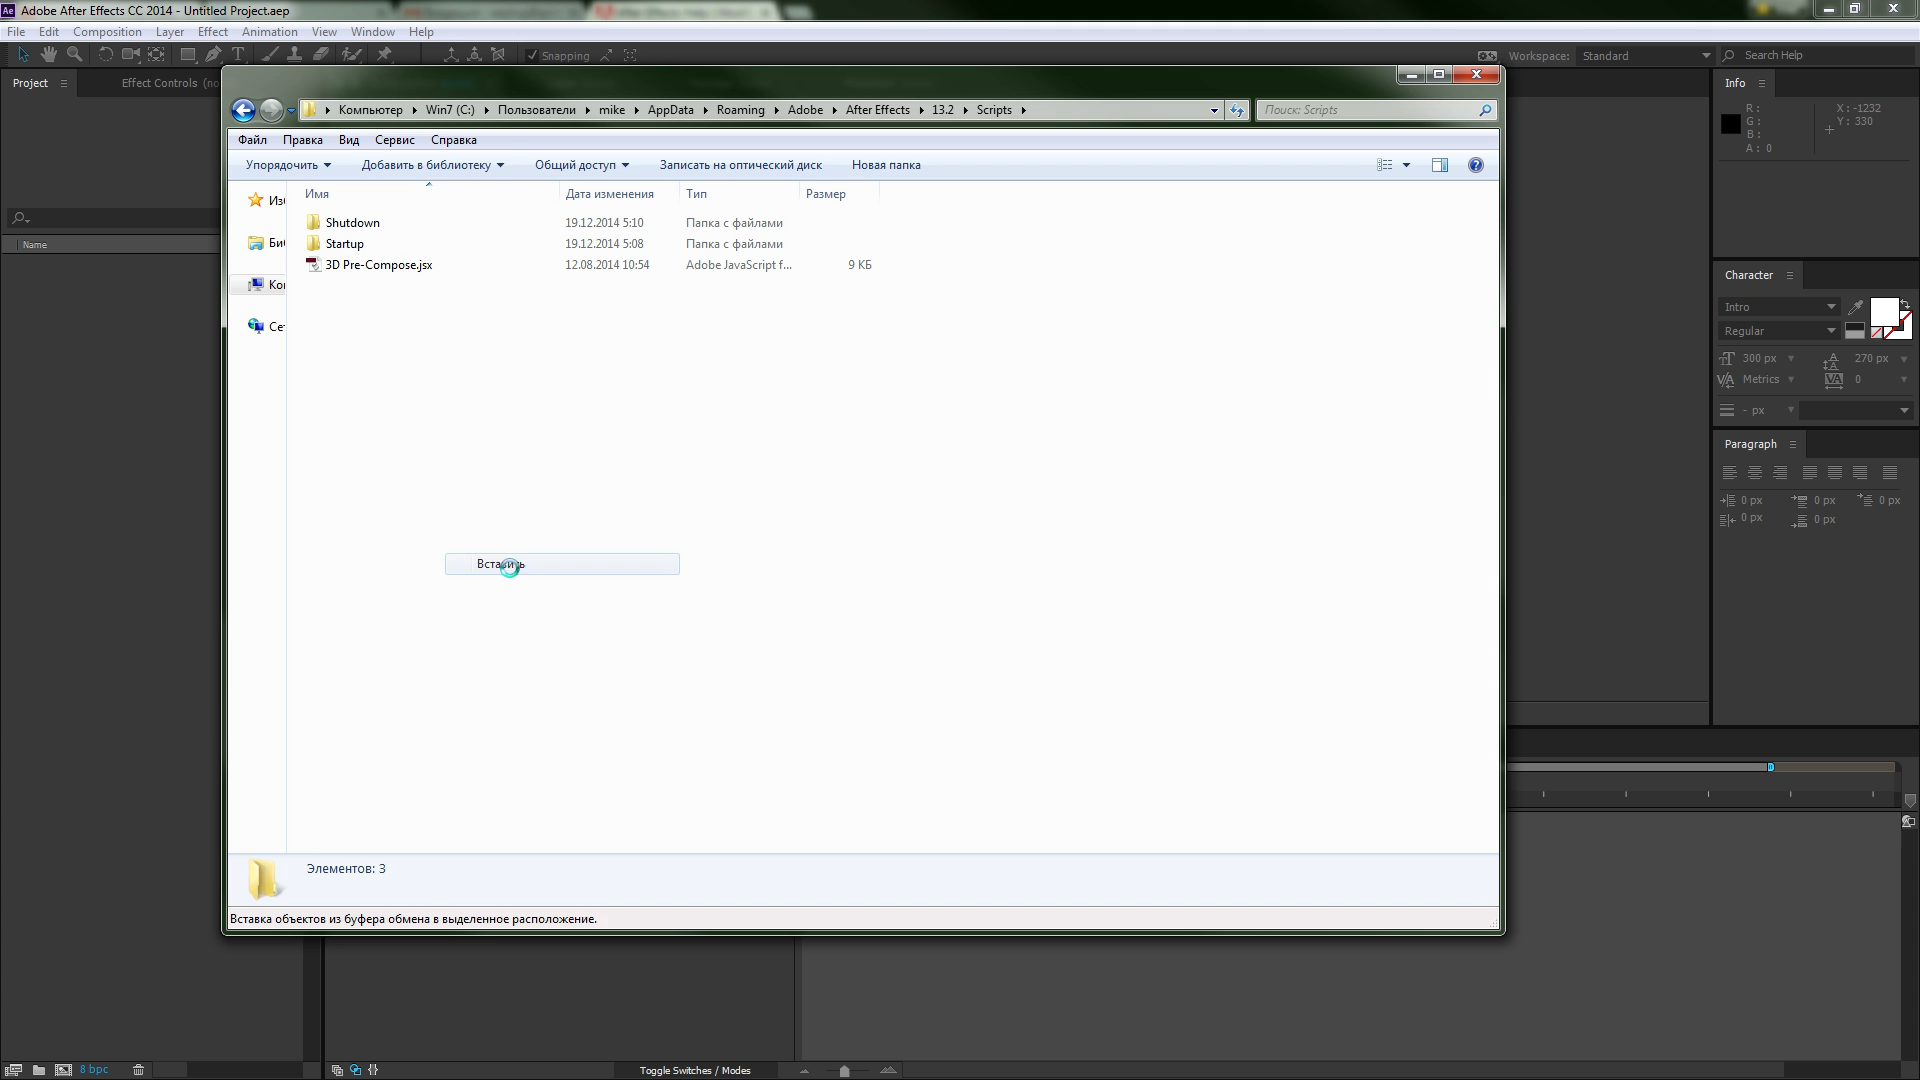 Adobe After Effects CC 2014 - Untitled Project.aep
File Edit Composition Layer Effect Animation View Window Help
Snapping
Workspace: Standard Search Help
Project
Effect Controls (no
Компьютер Win7 (C:) Пользователи mike AppData Roaming Adobe After Effects 13.2 Scripts
Поиск: Scripts
Файл Правка Вид Сервис Справка
Упорядочить Добавить в библиотеку Общий доступ Записать на оптический диск Новая папка
Имя Дата изменения Тип Размер
Shutdown 19.12.2014 5:10 Папка с файлами
Startup 19.12.2014 5:08 Папка с файлами
3D Pre-Compose.jsx 12.08.2014 10:54 Adobe JavaScript f... 9 КБ
Из
Би
Ко
Се
Вставить
Элементов: 3
Вставка объектов из буфера обмена в выделенное расположение.
Name
Info
R :
G :
B :
A : 0
X : -1232
Y : 330
Character
Intro
Regular
300 px 270 px
Metrics 0
- px
Paragraph
0 px 0 px 0 px
0 px 0 px
8 bpc
Toggle Switches / Modes